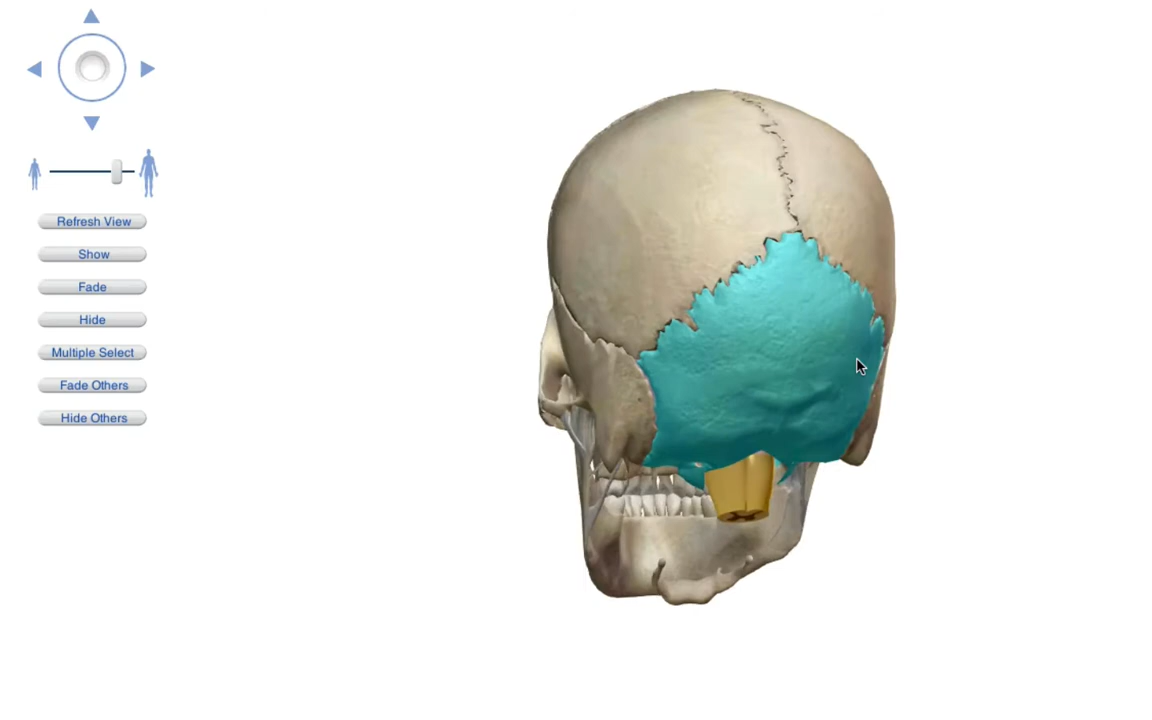 Refresh View
Show
Fade
Hide
Multiple Select
Fade Others
Hide Others